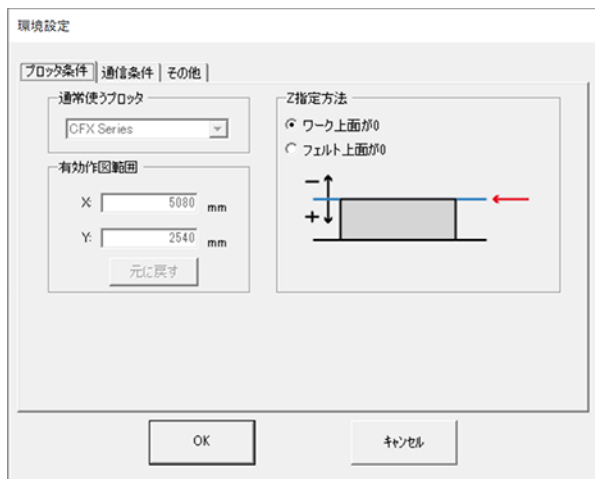 環境設定
プロッタ条件 通信条件 その他
通常使うプロッタ
CFX Series
有効作図範囲
X: 5080 mm
Y: 2540 mm
元に戻す
Z指定方法
ワーク上面が0
フェルト上面が0
−
+
OK キャンセル